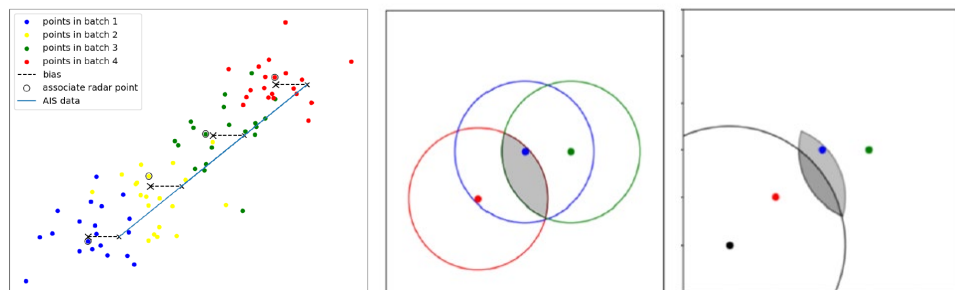 points in batch 1
points in batch 2
points in batch 3
points in batch 4
bias
associate radar point
AIS data